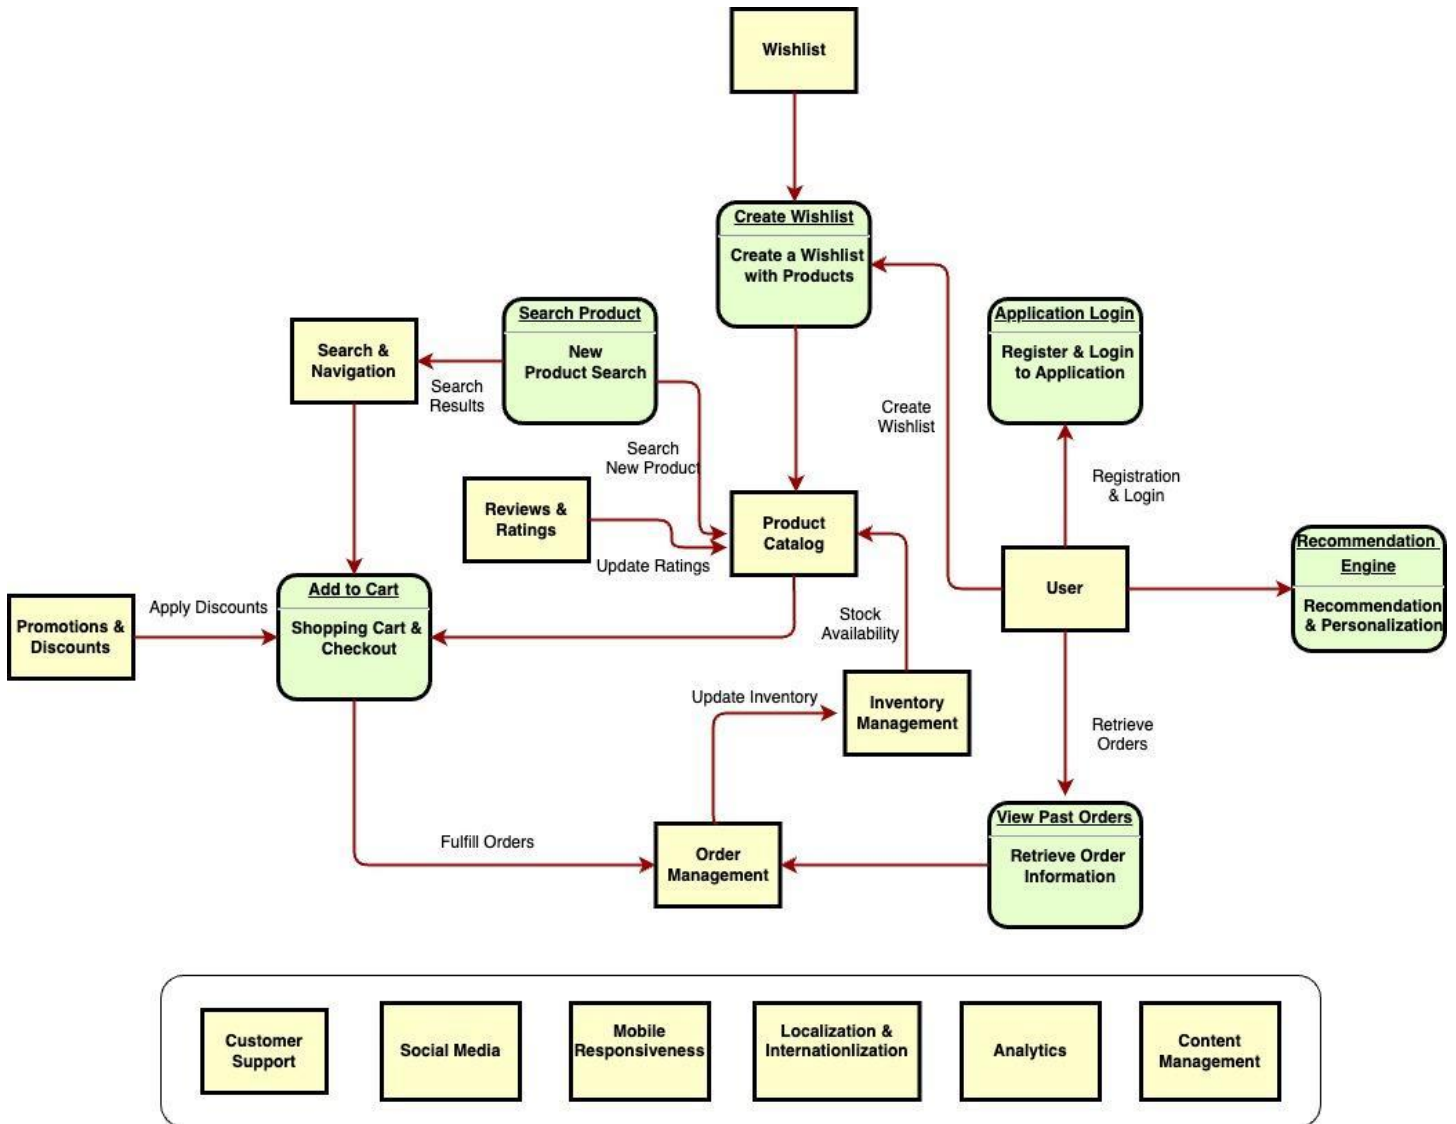 Wishlist
Create Wishlist
Create a Wishlist
with Products
Search Product
New
Product Search
Application Login
Register & Login
to Application
Search &
Navigation
Search
Results
Create
Wishlist
Search
New Product
Registration
& Login
Reviews &
Ratings
Update Ratings
Product
Catalog
User
Recommendation
Engine
Recommendation
& Personalization
Promotions &
Discounts
Apply Discounts
Add to Cart
Shopping Cart &
Checkout
Stock
Availability
Update Inventory
Inventory
Management
Retrieve
Orders
Fulfill Orders
Order
Management
View Past Orders
Retrieve Order
Information
Customer
Support
Social Media
Mobile
Responsiveness
Localization &
Internationlization
Analytics
Content
Management